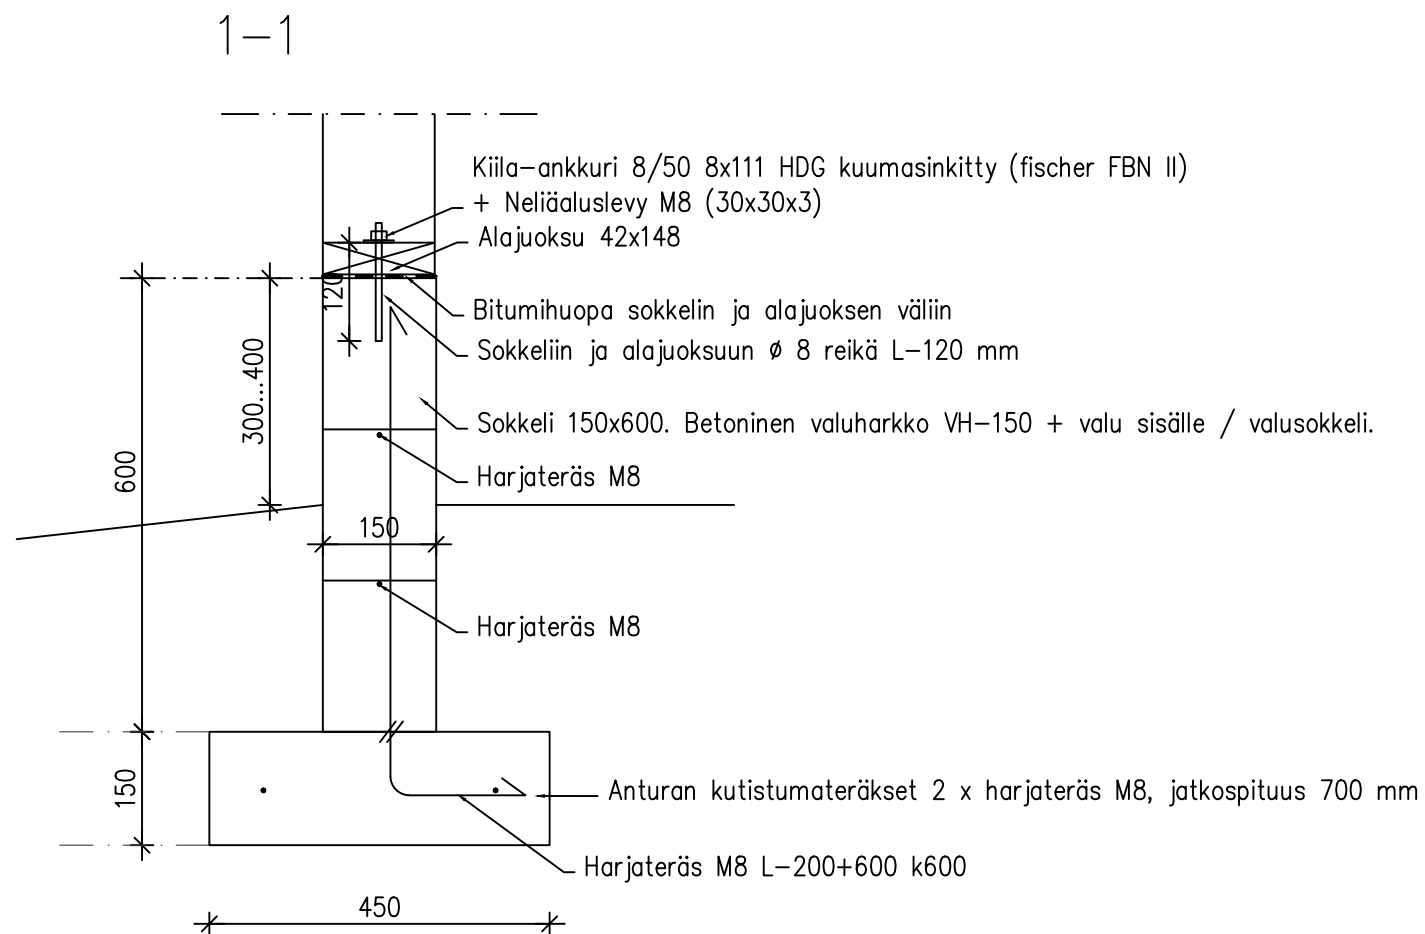 1-1
Kiila-ankkuri 8/50 8x111 HDG kuumasinkitty (fischer FBN II)
+ Neliäaluslevy M8 (30x30x3)
Alajuoksu 42x148
120
Bitumihuopa sokkelin ja alajuoksen väliin
Sokkeliin ja alajuoksuun ø 8 reikä L-120 mm
300...400
Sokkeli 150x600. Betoninen valuharkko VH-150 + valu sisälle / valusokkeli.
600
Harjateräs M8
150
Harjateräs M8
150
Anturan kutistumateräkset 2 x harjateräs M8, jatkospituus 700 mm
Harjateräs M8 L-200+600 k600
450